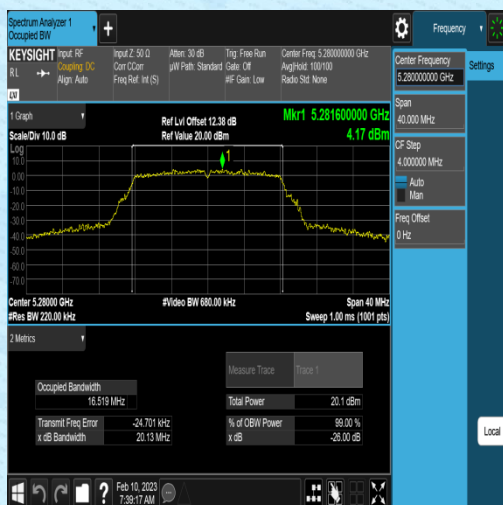 Spectrum Analyzer 1
Occupied BW
Frequency
KEYSIGHT
R L
Input: RF
Coupling: DC
Align: Auto
Input Z: 50 Ω
Corr CCorr
Freq Ref: Int (S)
Atten: 30 dB
µW Path: Standard
Trig: Free Run
Gate: Off
#IF Gain: Low
Center Freq: 5.280000000 GHz
Avg|Hold: 100/100
Radio Std: None
Center Frequency
5.280000000 GHz
Settings
Span
40.000 MHz
CF Step
4.000000 MHz
Auto
Man
Freq Offset
0 Hz
Local
1 Graph
Scale/Div 10.0 dB
Ref Lvl Offset 12.38 dB
Ref Value 20.00 dBm
Mkr1 5.281600000 GHz
4.17 dBm
Log
10.0
0.00
-10.0
-20.0
-30.0
-40.0
-50.0
-60.0
-70.0
1
Center 5.28000 GHz
#Res BW 220.00 kHz
#Video BW 680.00 kHz
Span 40 MHz
Sweep 1.00 ms (1001 pts)
2 Metrics
Measure Trace
Trace 1
Occupied Bandwidth
16.519 MHz
Total Power
20.1 dBm
Transmit Freq Error
-24.701 kHz
% of OBW Power
99.00 %
x dB Bandwidth
20.13 MHz
x dB
-26.00 dB
?
Feb 10, 2023
7:39:17 AM